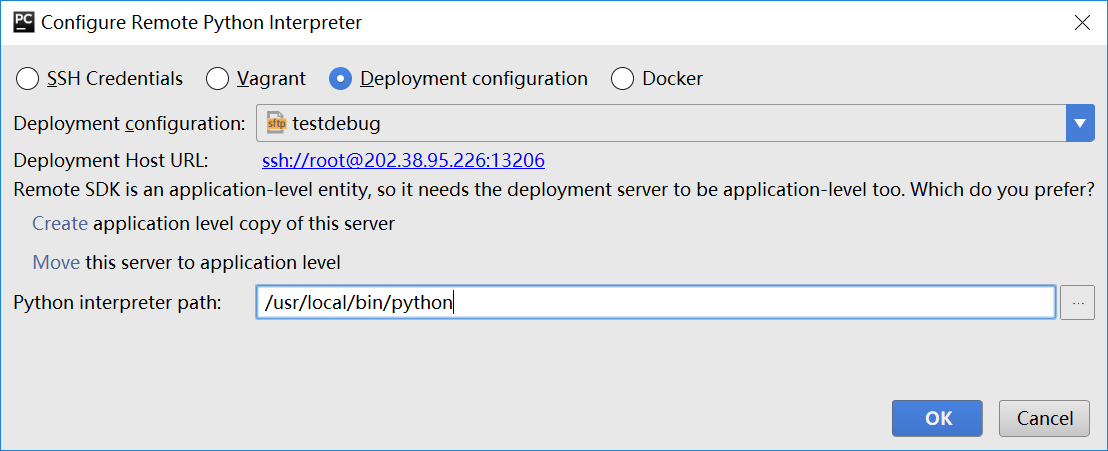 PC Configure Remote Python Interpreter
SSH Credentials Vagrant Deployment configuration Docker
Deployment configuration: sftp testdebug
Deployment Host URL: ssh://root@202.38.95.226:13206
Remote SDK is an application-level entity, so it needs the deployment server to be application-level too. Which do you prefer?
Create application level copy of this server
Move this server to application level
Python interpreter path: /usr/local/bin/python ...
OK Cancel